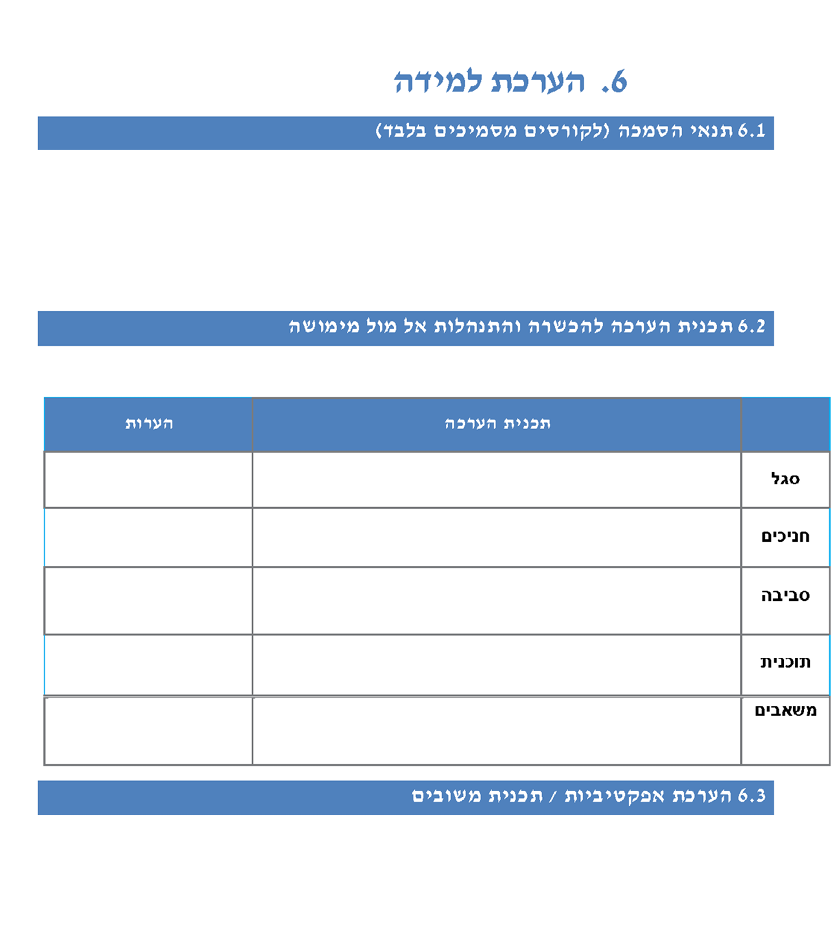 6. הערכת למידה
6.1 תנאי הסמכה (לקורסים מסמיכים בלבד)
6.2 תכנית הערכה להכשרה והתנהלות אל מול מימושה
תכנית הערכה הערות
סגל
חניכים
סביבה
תוכנית
משאבים
6.3 הערכת אפקטיביות / תכנית משובים